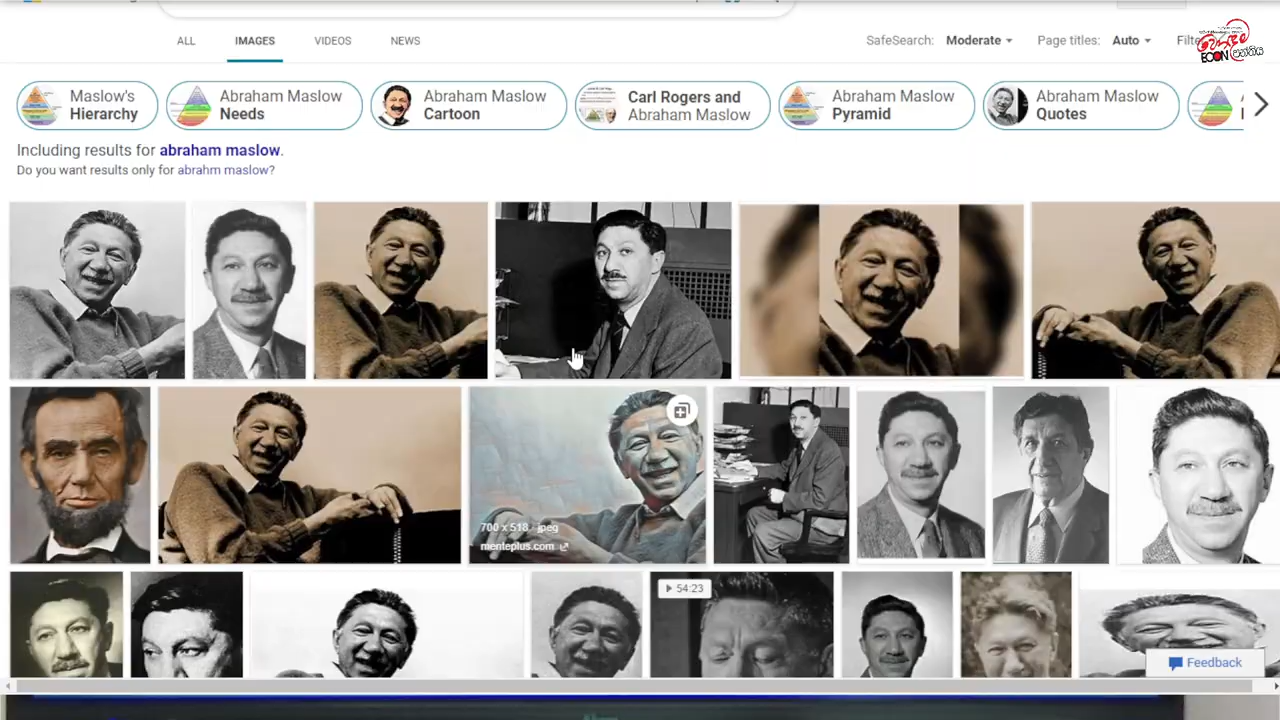 ALL IMAGES VIDEOS NEWS
SafeSearch: Moderate Page titles: Auto
ECON
Maslow's Hierarchy
Abraham Maslow Needs
Abraham Maslow Cartoon
Carl Rogers and Abraham Maslow
Abraham Maslow Pyramid
Abraham Maslow Quotes
Including results for abraham maslow.
Do you want results only for abrahm maslow?
700 x 518 · jpeg
menteplus.com
54:23
Feedback